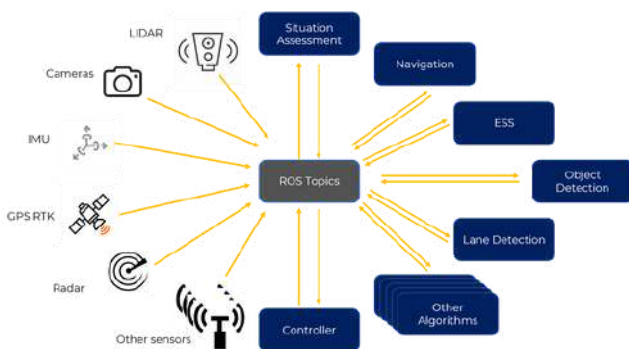 LIDAR
Situation
Assessment
Cameras
Navigation
IMU
ESS
ROS Topics
Object
Detection
GPS RTK
Lane Detection
Radar
Other sensors
Controller
Other
Algorithms